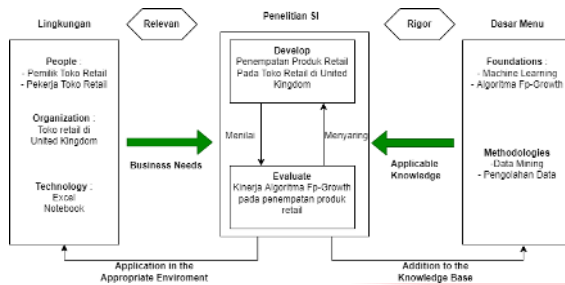 Lingkungan
Relevan
Penelitian SI
Rigor
Dasar Menu
People :
- Pemilik Toko Retail
- Pekerja Toko Retail
Organization :
Toko retail di
United Kingdom
Technology :
Excel
Notebook
Business Needs
Develop
Penempatan Produk Retail
Pada Toko Retail di United
Kingdom
Menilai
Menyaring
Evaluate
Kinerja Algoritma Fp-Growth
pada penempatan produk
retail
Applicable
Knowledge
Foundations :
- Machine Learning
- Algoritma Fp-Growth
Methodologies
-Data Mining
- Pengolahan Data
Application in the
Appropriate Enviroment
Addition to the
Knowledge Base